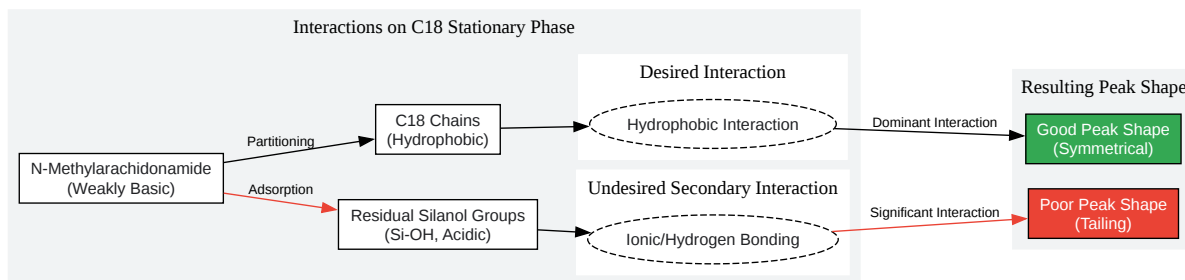 Interactions on C18 Stationary Phase
Desired Interaction
Resulting Peak Shape
C18 Chains
(Hydrophobic)
Hydrophobic Interaction
Dominant Interaction
Good Peak Shape
(Symmetrical)
Partitioning
N-Methylarachidonamide
(Weakly Basic)
Adsorption
Undesired Secondary Interaction
Residual Silanol Groups
(Si-OH, Acidic)
Ionic/Hydrogen Bonding
Significant Interaction
Poor Peak Shape
(Tailing)